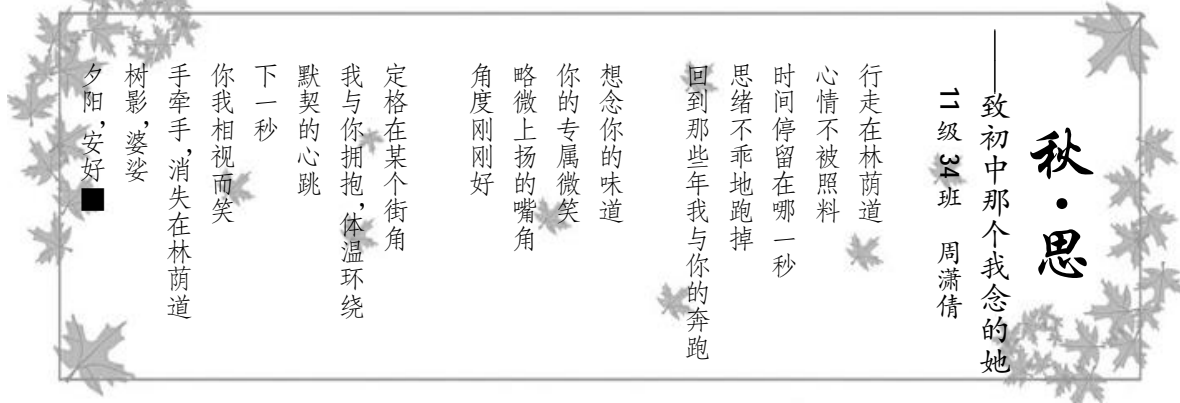 秋·思
——致初中那个我念的她
11级34班 周潇倩
行走在林荫道
心情不被照料
时间停留在哪一秒
思绪不乖地跑掉
回到那些年我与你的奔跑
想念你的味道
你的专属微笑
略微上扬的嘴角
角度刚刚好
定格在某个街角
我与你拥抱,体温环绕
默契的心跳
下一秒
你我相视而笑
手牵手,消失在林荫道
树影,婆娑
夕阳,安好■